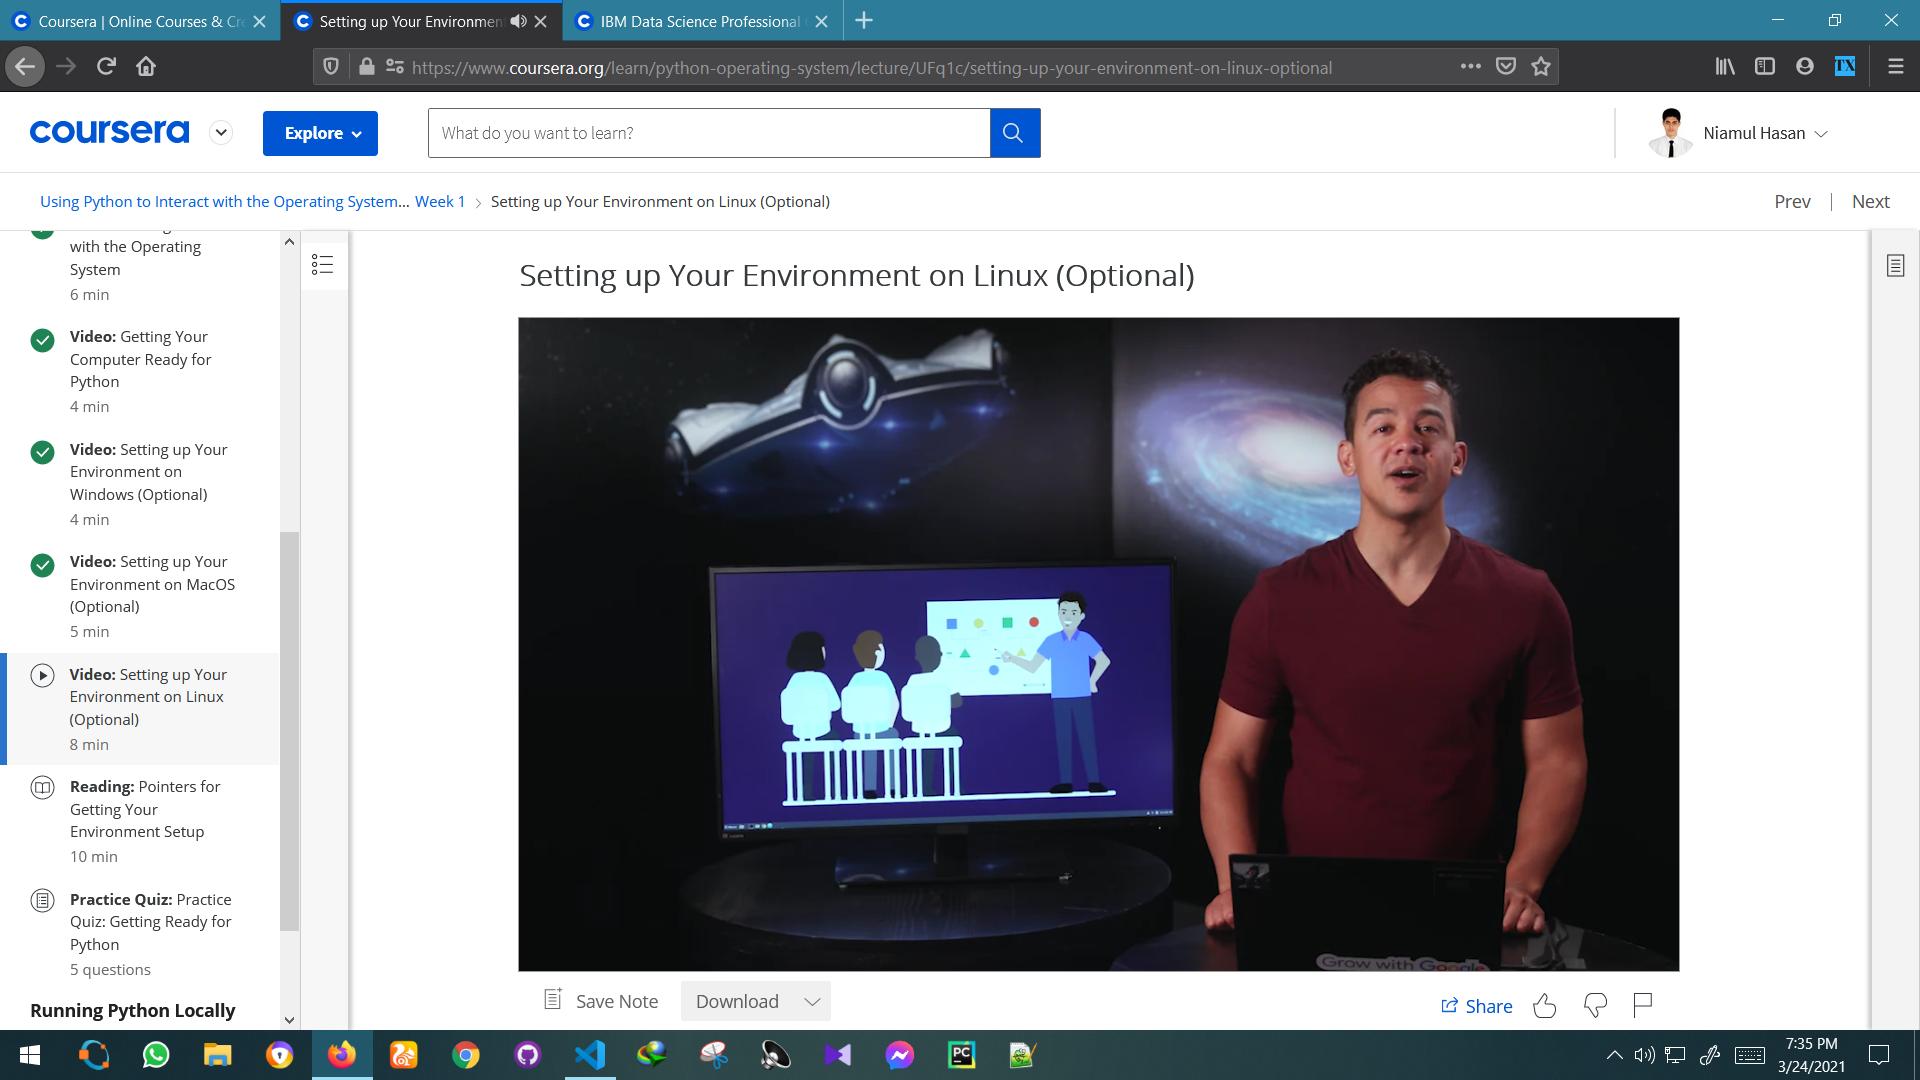 Coursera | Online Courses & Cre
Setting up Your Environmen
IBM Data Science Professional
https://www.coursera.org/learn/python-operating-system/lecture/UFq1c/setting-up-your-environment-on-linux-optional
coursera
Explore
What do you want to learn?
Niamul Hasan
Using Python to Interact with the Operating System... Week 1 > Setting up Your Environment on Linux (Optional)
Prev | Next
with the Operating
System
6 min
Video: Getting Your
Computer Ready for
Python
4 min
Video: Setting up Your
Environment on
Windows (Optional)
4 min
Video: Setting up Your
Environment on MacOS
(Optional)
5 min
Video: Setting up Your
Environment on Linux
(Optional)
8 min
Reading: Pointers for
Getting Your
Environment Setup
10 min
Practice Quiz: Practice
Quiz: Getting Ready for
Python
5 questions
Running Python Locally
Setting up Your Environment on Linux (Optional)
Grow with Google
Save Note
Download
Share
TX
PC
7:35 PM
3/24/2021